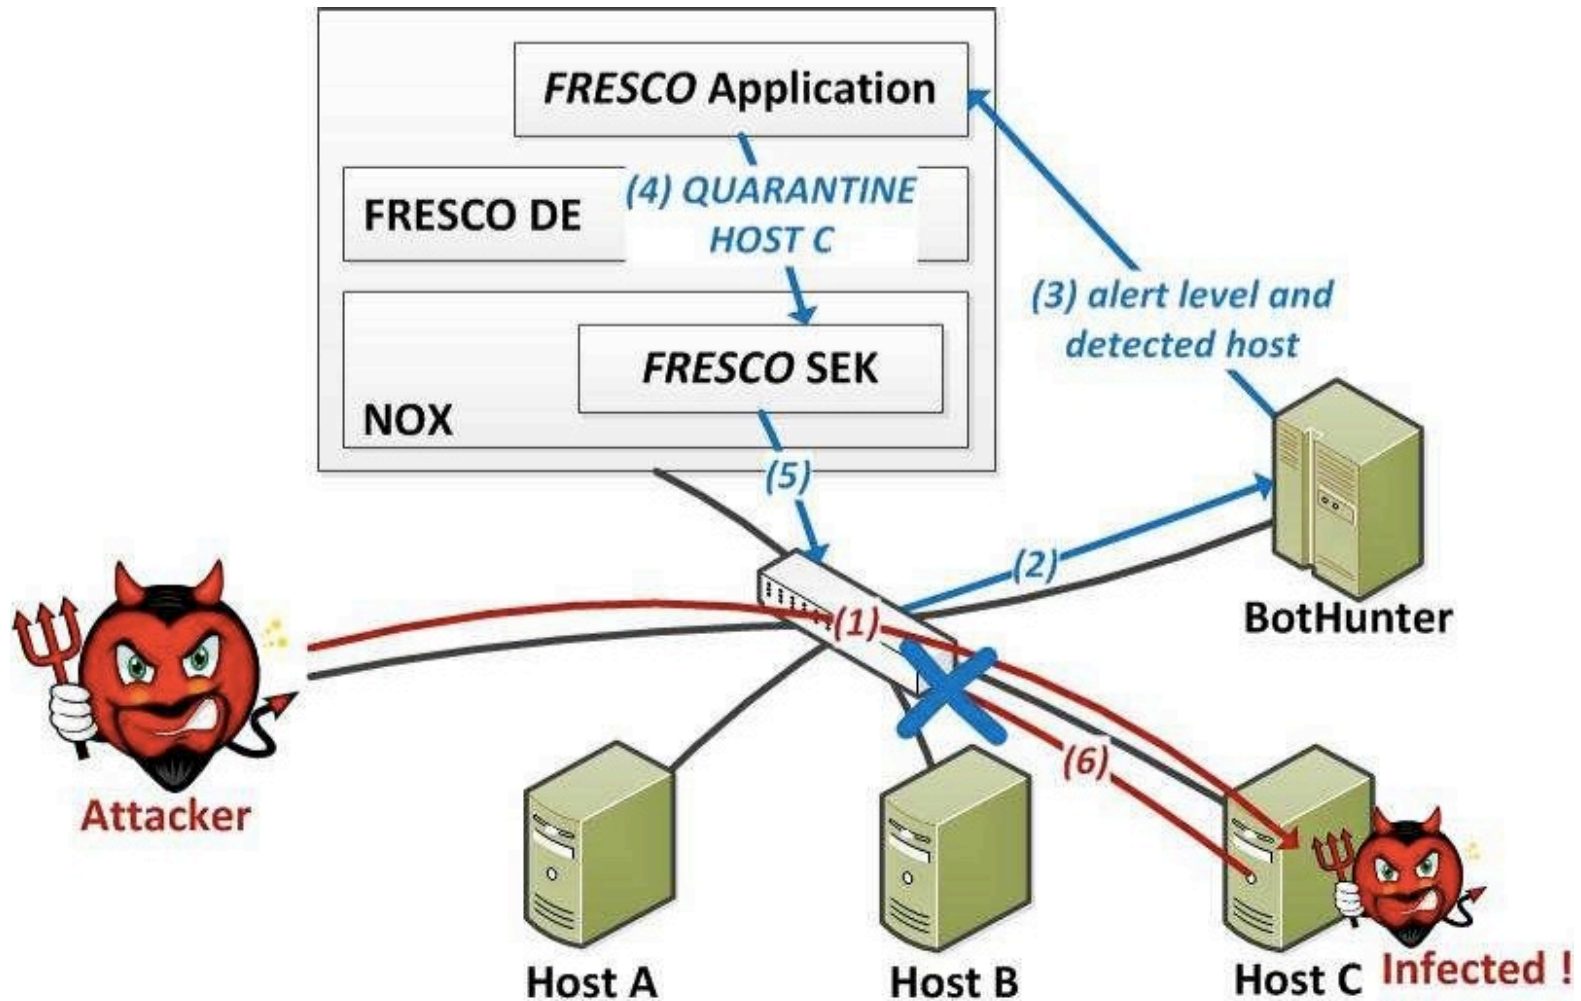 FRESCO Application
(4) QUARANTINE
HOST C
FRESCO DE
(3) alert level and
detected host
FRESCO SEK
NOX
(5)
(2)
(1)
BotHunter
(6)
Attacker
Host A
Host B
Host C
Infected !